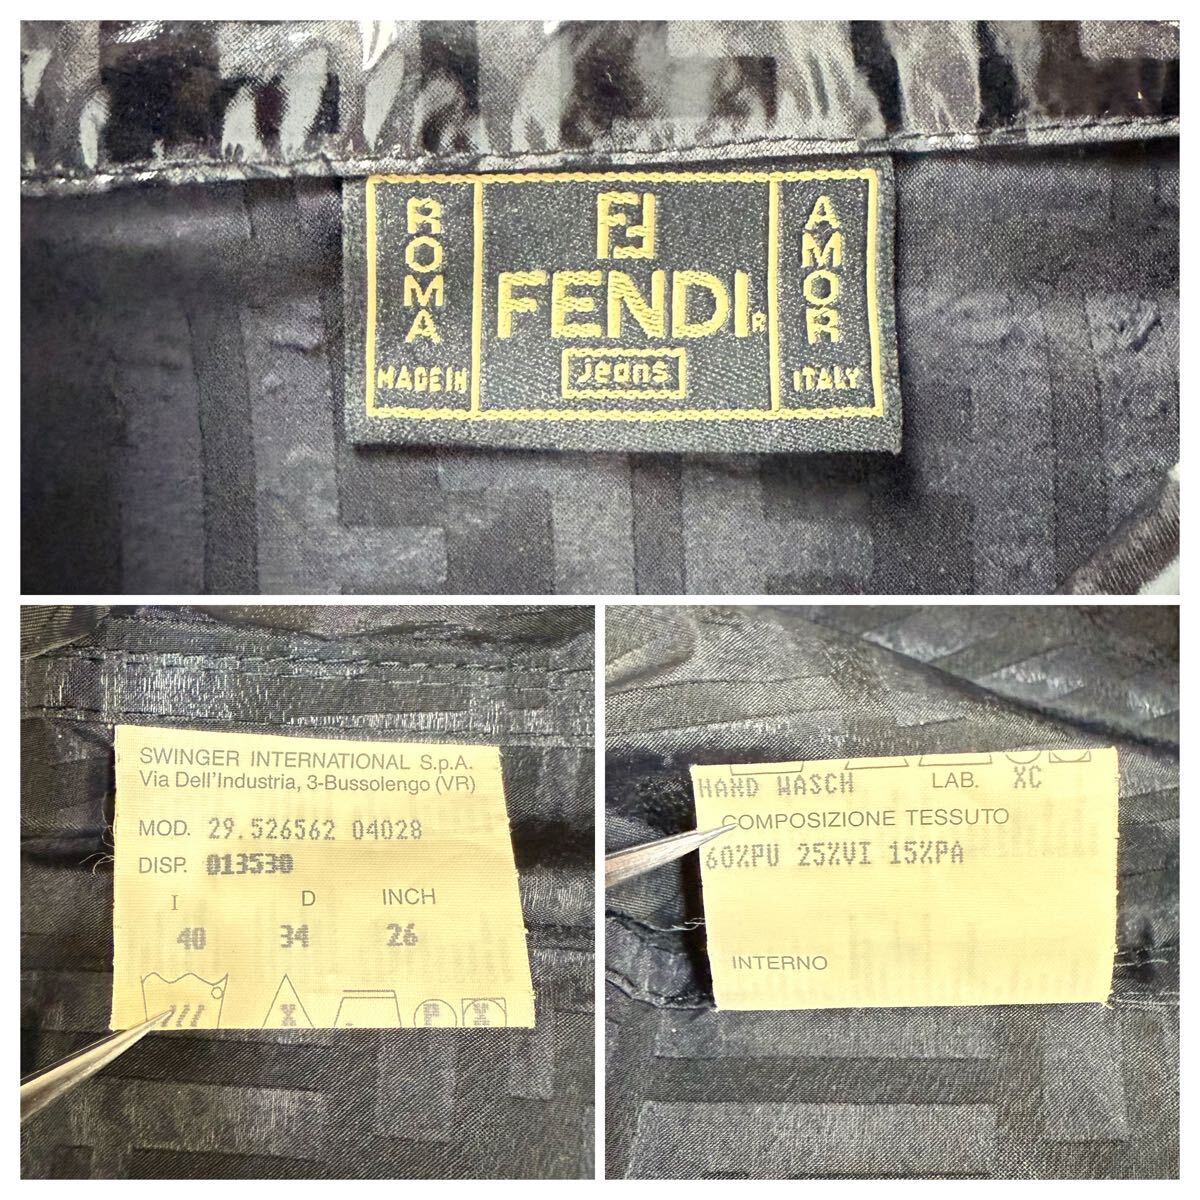 ROMA
MADE IN
FF
FENDI R
Jeans
AMOR
ITALY
SWINGER INTERNATIONAL S.p.A.
Via Dell'Industria, 3-Bussolengo (VR)
MOD. 29.526562 04028
DISP. 013530
I D INCH
40 34 26
X P X
HAND WASCH LAB. XC
COMPOSIZIONE TESSUTO
60%PU 25%VI 15%PA
INTERNO